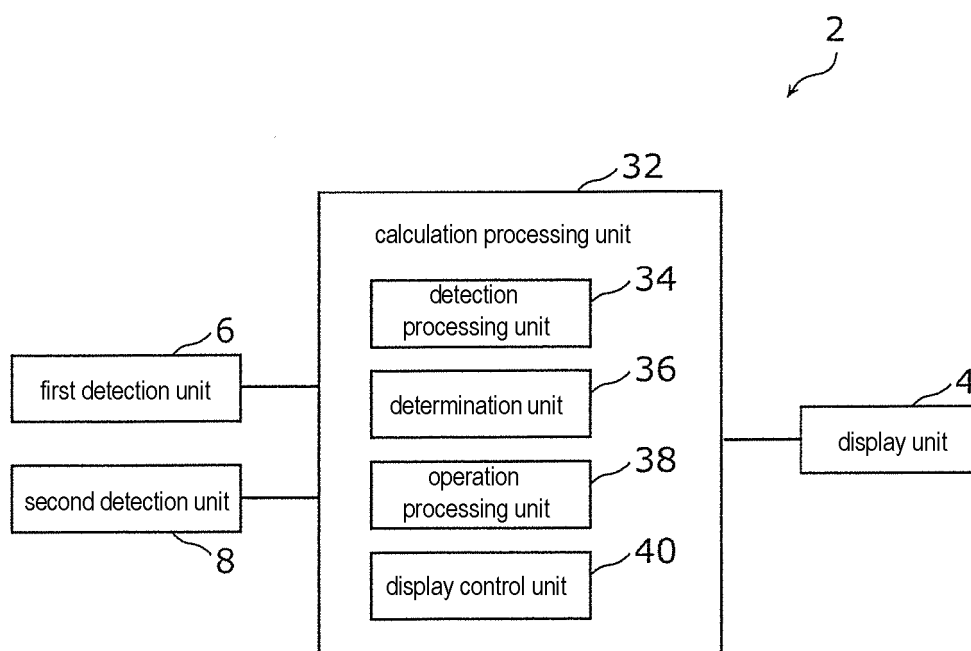 2
32
calculation processing unit
34
detection
processing unit
6
first detection unit
36
determination unit
4
display unit
38
operation
processing unit
second detection unit
8
40
display control unit